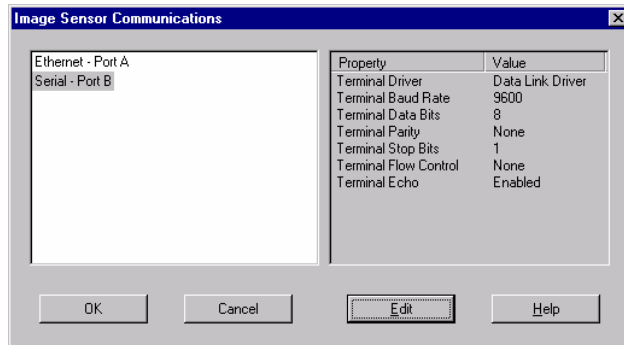 Image Sensor Communications
Ethernet - Port A
Serial - Port B
Property Value
Terminal Driver Data Link Driver
Terminal Baud Rate 9600
Terminal Data Bits 8
Terminal Parity None
Terminal Stop Bits 1
Terminal Flow Control None
Terminal Echo Enabled
OK Cancel Edit Help